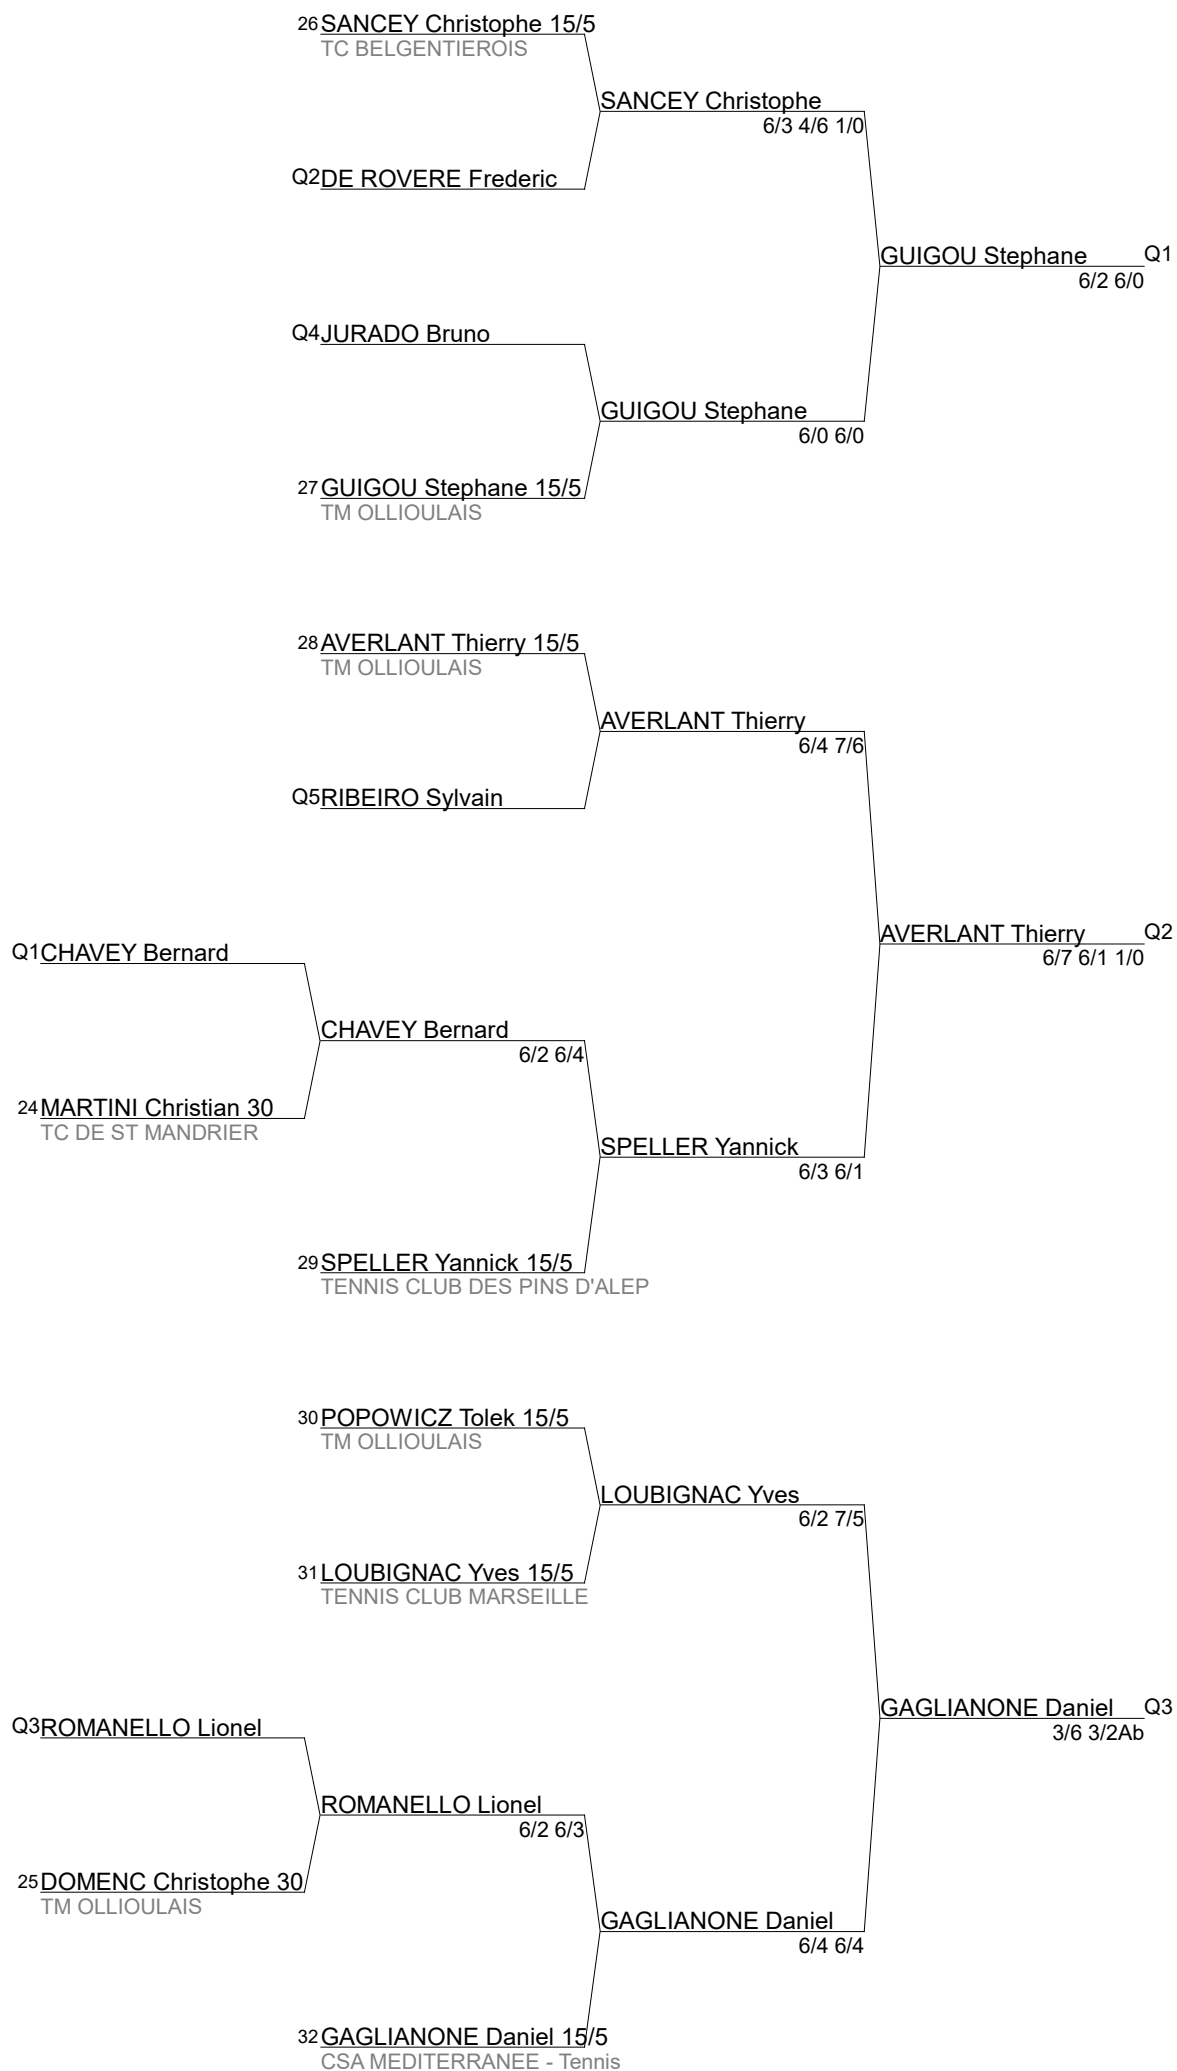 26 SANCEY Christophe 15/5
TC BELGENTIEROIS
SANCEY Christophe
6/3 4/6 1/0
Q2 DE ROVERE Frederic
GUIGOU Stephane Q1
6/2 6/0
Q4 JURADO Bruno
GUIGOU Stephane
6/0 6/0
27 GUIGOU Stephane 15/5
TM OLLIOULAIS
28 AVERLANT Thierry 15/5
TM OLLIOULAIS
AVERLANT Thierry
6/4 7/6
Q5 RIBEIRO Sylvain
AVERLANT Thierry Q2
6/7 6/1 1/0
Q1 CHAVEY Bernard
CHAVEY Bernard
6/2 6/4
24 MARTINI Christian 30
TC DE ST MANDRIER
SPELLER Yannick
6/3 6/1
29 SPELLER Yannick 15/5
TENNIS CLUB DES PINS D'ALEP
30 POPOWICZ Tolek 15/5
TM OLLIOULAIS
LOUBIGNAC Yves
6/2 7/5
31 LOUBIGNAC Yves 15/5
TENNIS CLUB MARSEILLE
GAGLIANONE Daniel Q3
3/6 3/2Ab
Q3 ROMANELLO Lionel
ROMANELLO Lionel
6/2 6/3
25 DOMENC Christophe 30
TM OLLIOULAIS
GAGLIANONE Daniel
6/4 6/4
32 GAGLIANONE Daniel 15/5
CSA MEDITERRANEE - Tennis